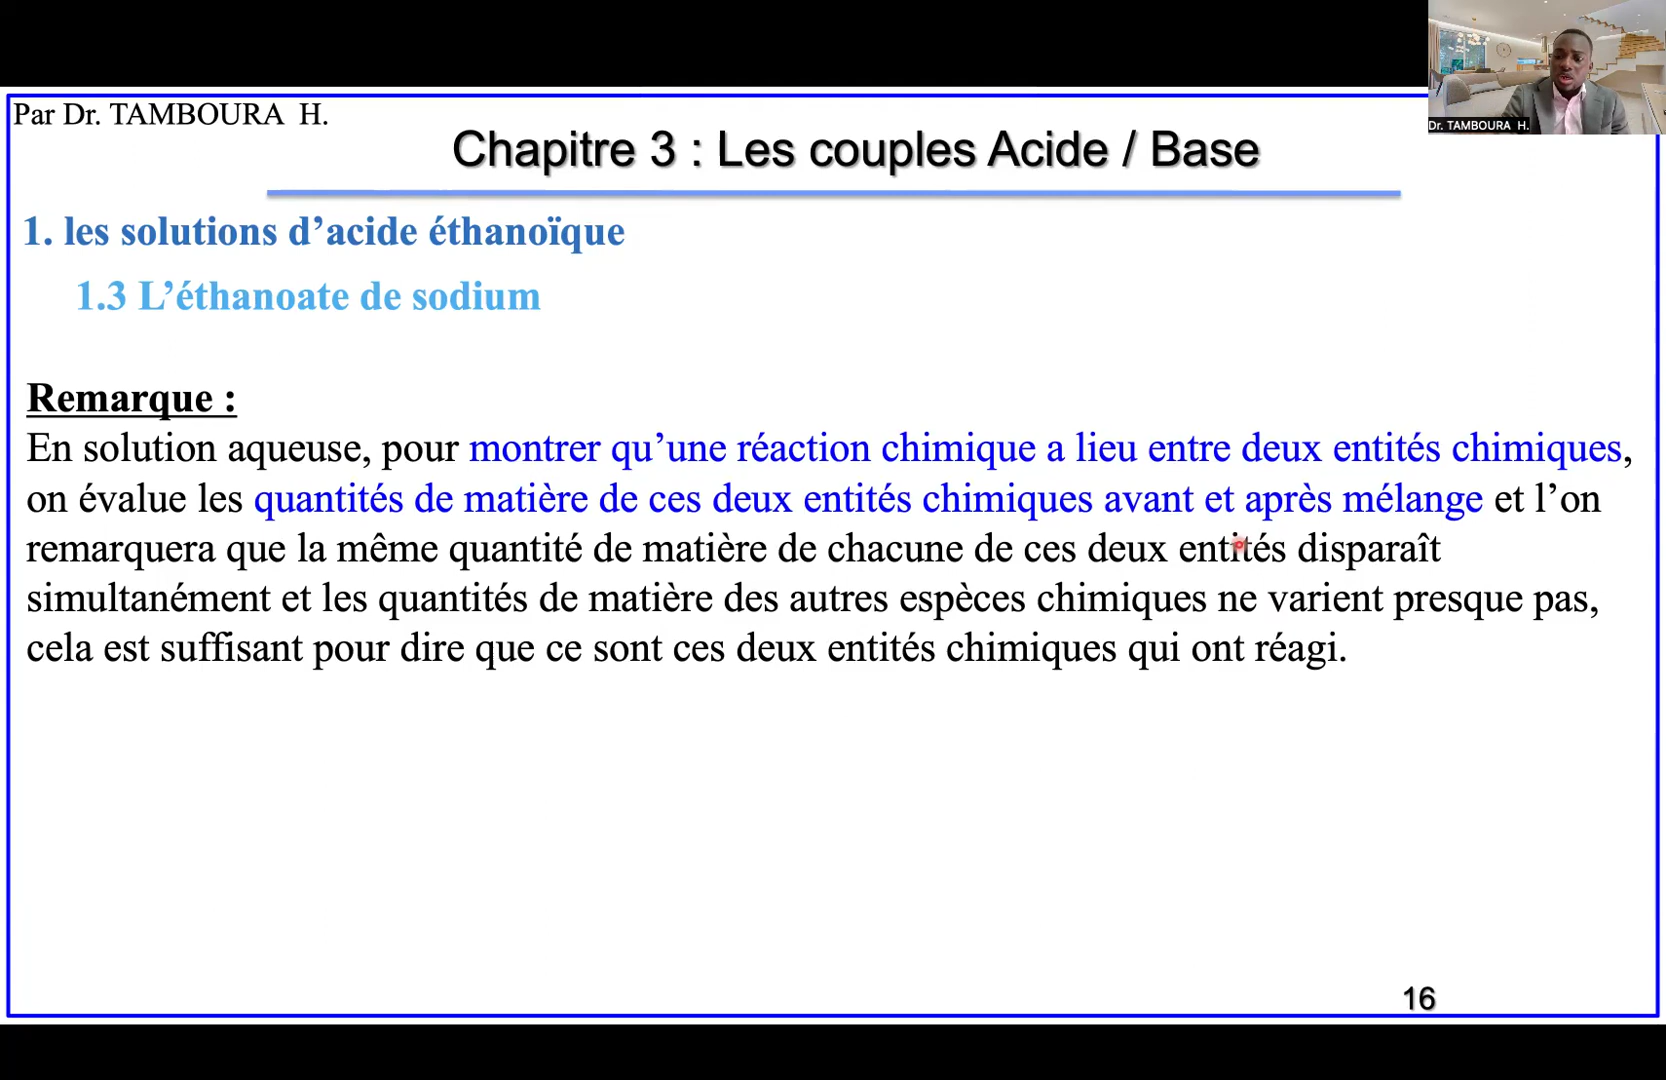 Par Dr. TAMBOURA H.
Dr. TAMBOURA H.
Chapitre 3 : Les couples Acide / Base
1. les solutions d’acide éthanoïque
1.3 L’éthanoate de sodium
Remarque :
En solution aqueuse, pour montrer qu’une réaction chimique a lieu entre deux entités chimiques,
on évalue les quantités de matière de ces deux entités chimiques avant et après mélange et l’on
remarquera que la même quantité de matière de chacune de ces deux entités disparaît
simultanément et les quantités de matière des autres espèces chimiques ne varient presque pas,
cela est suffisant pour dire que ce sont ces deux entités chimiques qui ont réagi.
16